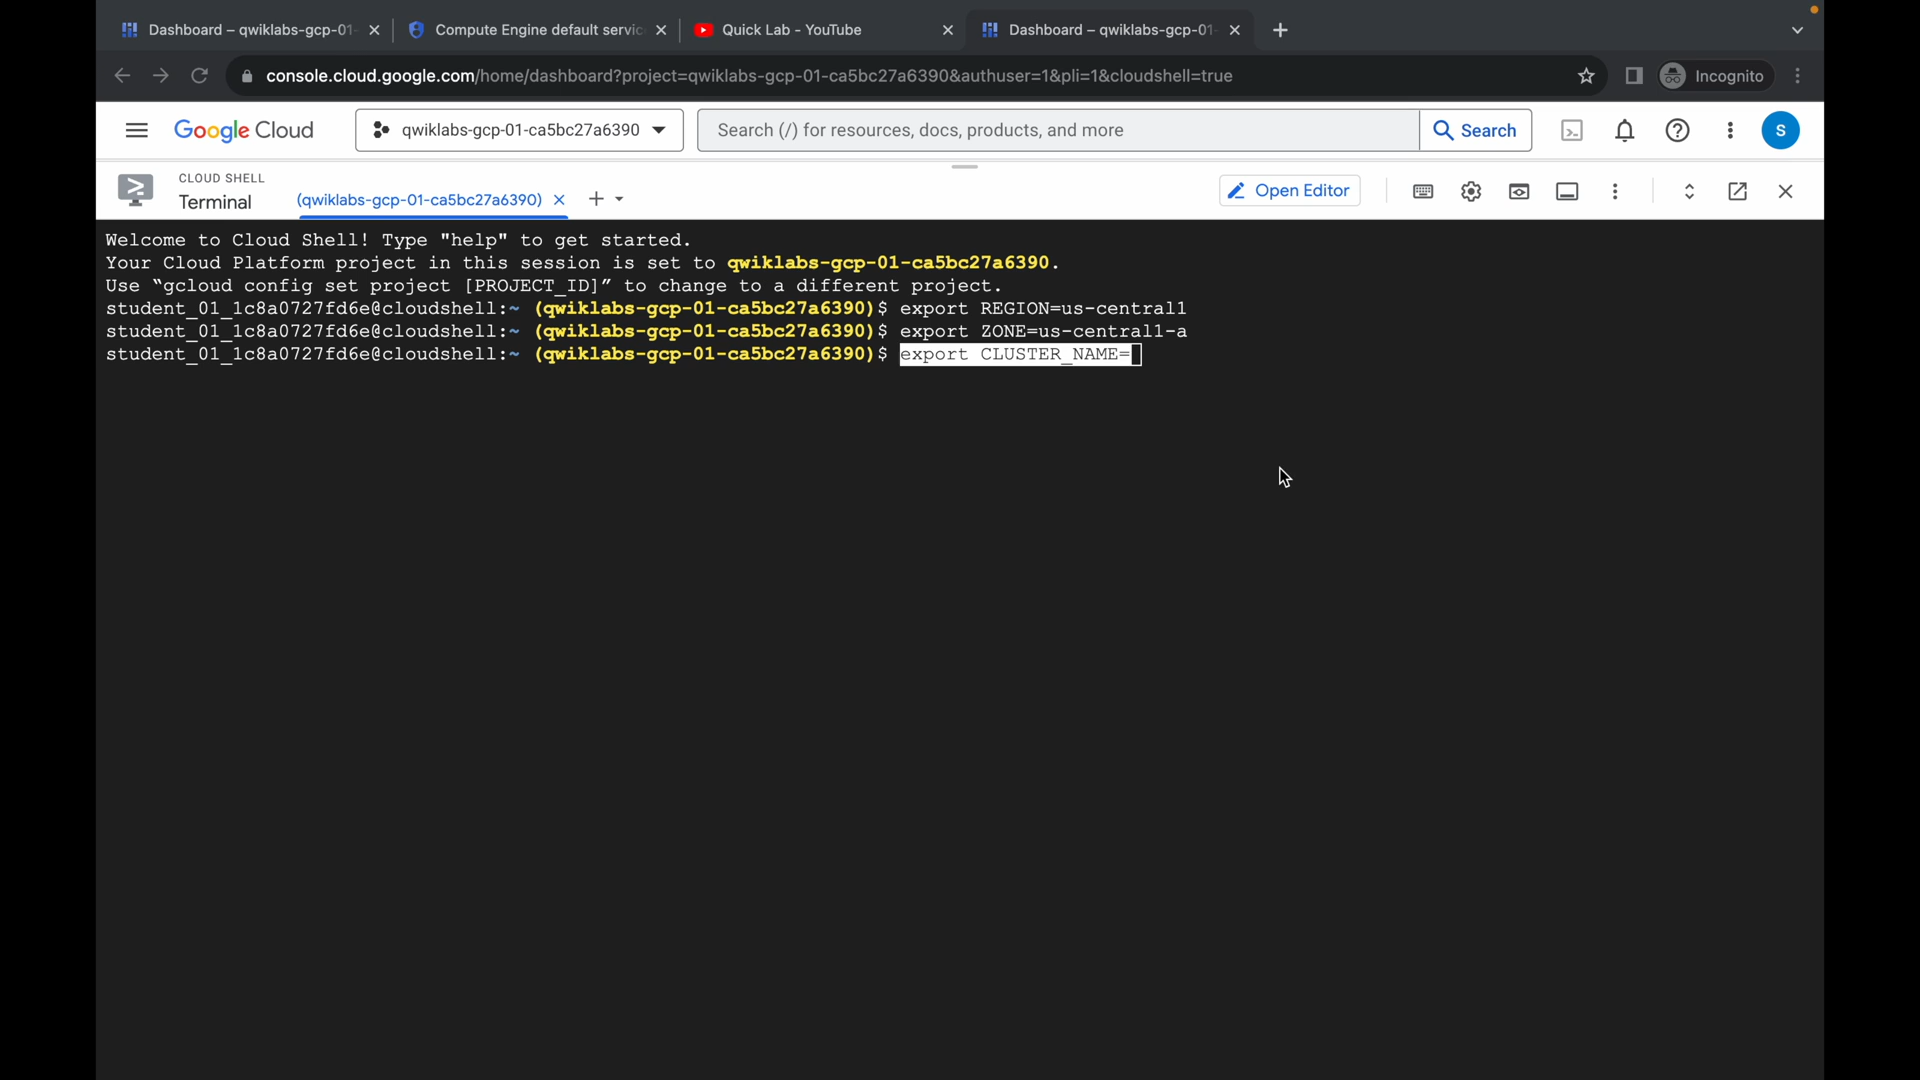 Dashboard – qwiklabs-gcp-01-
Compute Engine default servic
Quick Lab - YouTube
Dashboard – qwiklabs-gcp-01-
console.cloud.google.com/home/dashboard?project=qwiklabs-gcp-01-ca5bc27a6390&authuser=1&pli=1&cloudshell=true
Incognito
Google Cloud
qwiklabs-gcp-01-ca5bc27a6390
Search (/) for resources, docs, products, and more
Search
S
CLOUD SHELL
Terminal
(qwiklabs-gcp-01-ca5bc27a6390)
Open Editor
Welcome to Cloud Shell! Type "help" to get started.
Your Cloud Platform project in this session is set to qwiklabs-gcp-01-ca5bc27a6390.
Use “gcloud config set project [PROJECT_ID]” to change to a different project.
student_01_1c8a0727fd6e@cloudshell:~ (qwiklabs-gcp-01-ca5bc27a6390)$ export REGION=us-central1
student_01_1c8a0727fd6e@cloudshell:~ (qwiklabs-gcp-01-ca5bc27a6390)$ export ZONE=us-central1-a
student_01_1c8a0727fd6e@cloudshell:~ (qwiklabs-gcp-01-ca5bc27a6390)$ export CLUSTER_NAME=